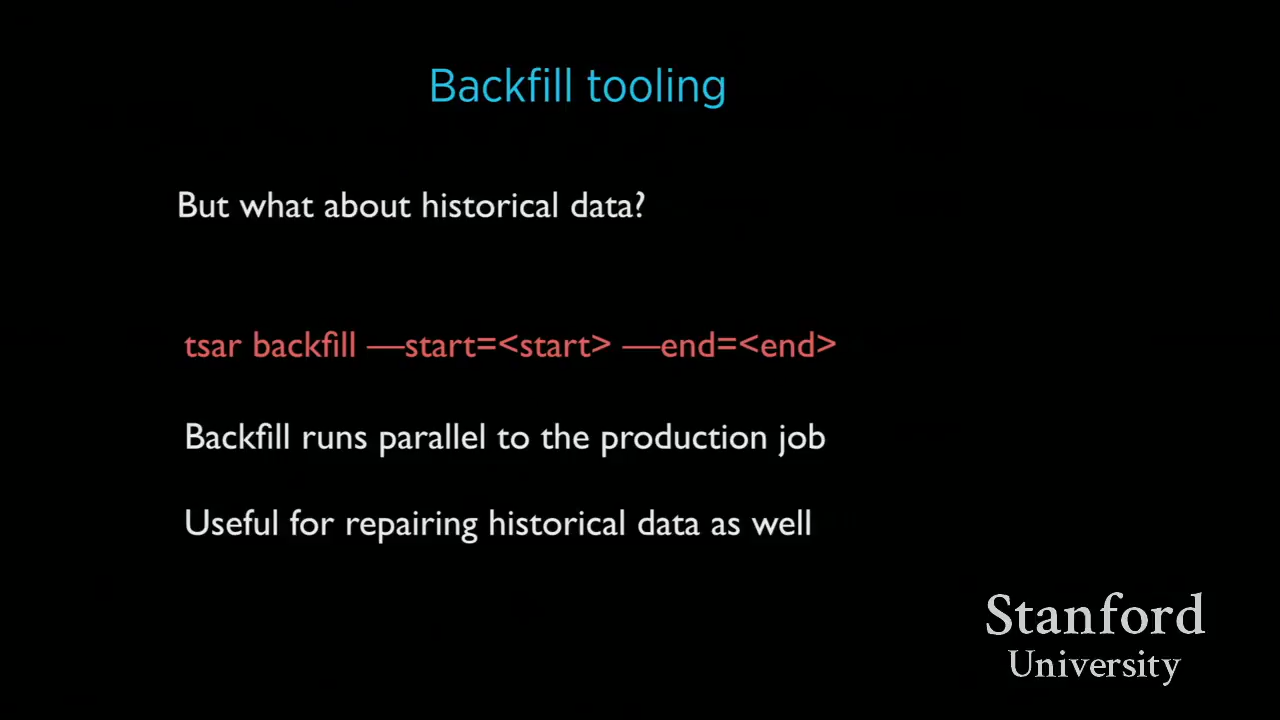 Backfill tooling
But what about historical data?
tsar backfill —start=<start> —end=<end>
Backfill runs parallel to the production job
Useful for repairing historical data as well
Stanford
University